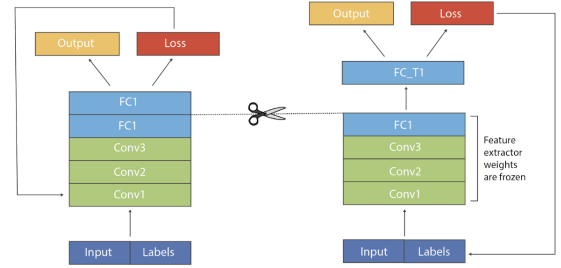 Output
Loss
FC1
FC1
Conv3
Conv2
Conv1
Input
Labels
Output
Loss
FC_T1
FC1
Conv3
Conv2
Conv1
Feature
extractor
weights
are frozen
Input
Labels